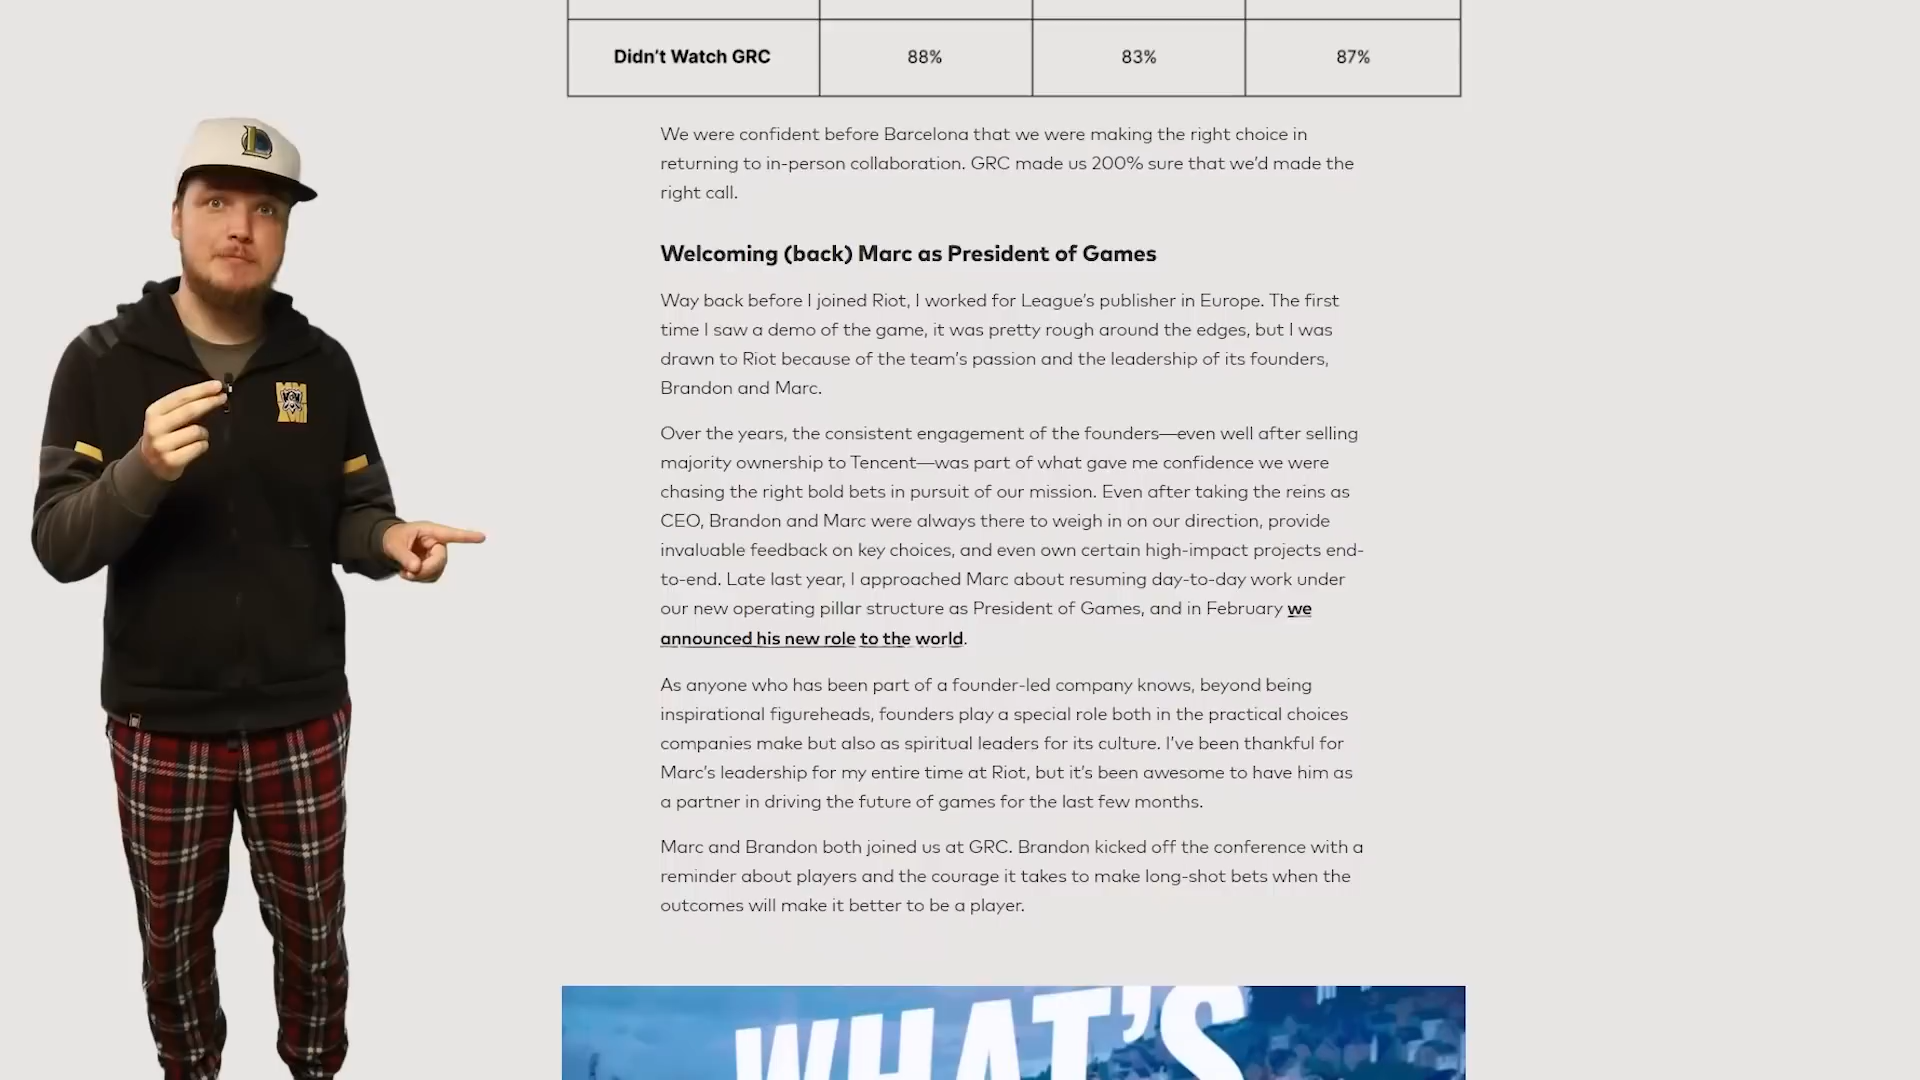 Didn't Watch GRC 88% 83% 87%
We were confident before Barcelona that we were making the right choice in
returning to in-person collaboration. GRC made us 200% sure that we'd made the
right call.
Welcoming (back) Marc as President of Games
Way back before I joined Riot, I worked for League's publisher in Europe. The first
time I saw a demo of the game, it was pretty rough around the edges, but I was
drawn to Riot because of the team's passion and the leadership of its founders,
Brandon and Marc.
Over the years, the consistent engagement of the founders—even well after selling
majority ownership to Tencent—was part of what gave me confidence we were
chasing the right bold bets in pursuit of our mission. Even after taking the reins as
CEO, Brandon and Marc were always there to weigh in on our direction, provide
invaluable feedback on key choices, and even own certain high-impact projects end-
to-end. Late last year, I approached Marc about resuming day-to-day work under
our new operating pillar structure as President of Games, and in February we
announced his new role to the world.
As anyone who has been part of a founder-led company knows, beyond being
inspirational figureheads, founders play a special role both in the practical choices
companies make but also as spiritual leaders for its culture. I've been thankful for
Marc's leadership for my entire time at Riot, but it's been awesome to have him as
a partner in driving the future of games for the last few months.
Marc and Brandon both joined us at GRC. Brandon kicked off the conference with a
reminder about players and the courage it takes to make long-shot bets when the
outcomes will make it better to be a player.
WHAT'S